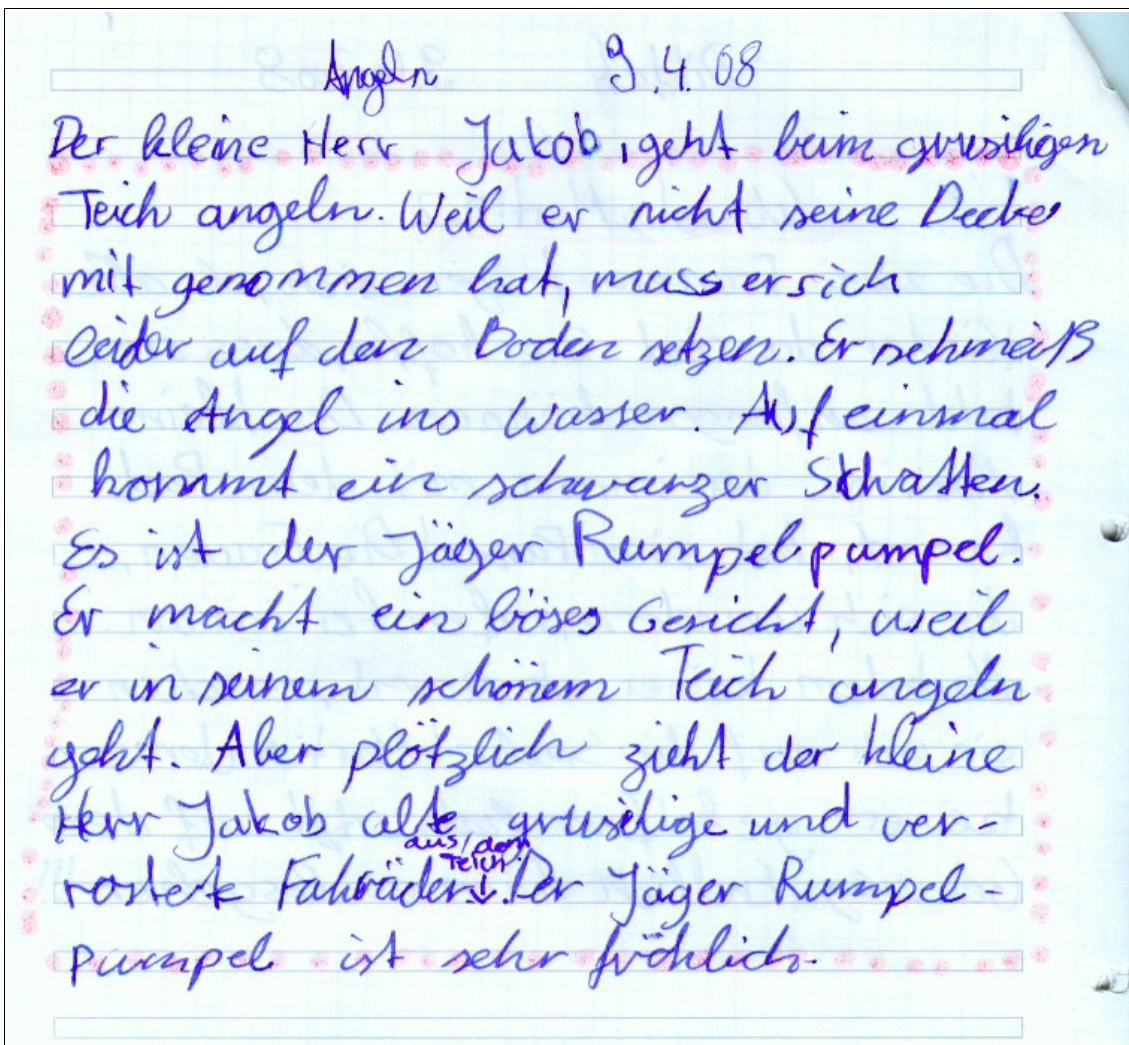 Angeln 9.4.08
Der kleine Herr Jakob, geht beim grusiligen
Teich angeln. Weil er nicht seine Decke
mit genommen hat, muss er sich
leider auf den Boden setzen. Er schmeiß
die Angel ins Wasser. Auf einmal
kommt ein schwarzer Schatten.
Es ist der Jäger Rumpelpumpel.
Er macht ein böses Gesicht, weil
er in seinem schönem Teich angeln
geht. Aber plötzlich zieht der kleine
Herr Jakob alte gruselige und ver-
aus dem
Teich
rostete Fahräder. Der Jäger Rumpel-
pumpel ist sehr fröhlich.